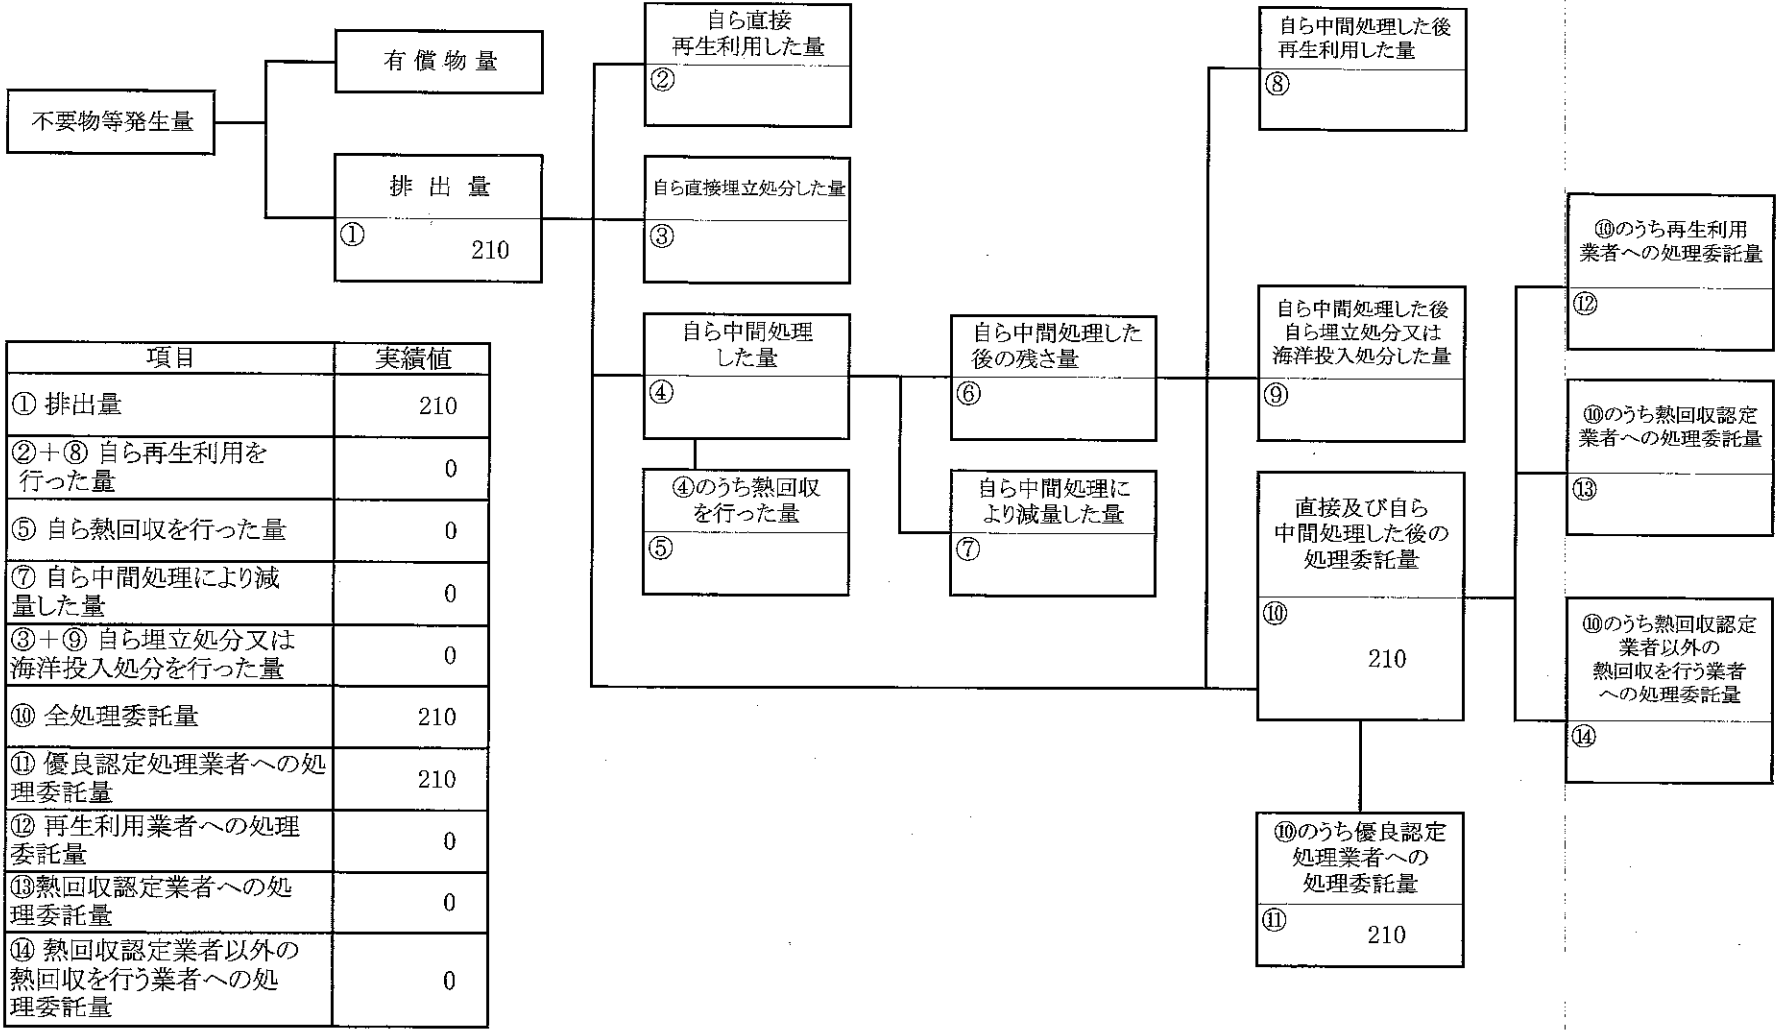 不要物等発生量
有償物量
排出量
①
210
自ら直接
再生利用した量
②
自ら直接埋立処分した量
③
自ら中間処理
した量
④
④のうち熱回収
を行った量
⑤
自ら中間処理した
後の残さ量
⑥
自ら中間処理に
より減量した量
⑦
自ら中間処理した後
再生利用した量
⑧
自ら中間処理した後
自ら埋立処分又は
海洋投入処分した量
⑨
直接及び自ら
中間処理した後の
処理委託量
⑩
210
⑩のうち優良認定
処理業者への
処理委託量
⑪
210
⑩のうち再生利用
業者への処理委託量
⑫
⑩のうち熱回収認定
業者への処理委託量
⑬
⑩のうち熱回収認定
業者以外の
熱回収を行う業者
への処理委託量
⑭
項目 実績値
① 排出量 210
②+⑧ 自ら再生利用を
行った量 0
⑤ 自ら熱回収を行った量 0
⑦ 自ら中間処理により減
量した量 0
③+⑨ 自ら埋立処分又は
海洋投入処分を行った量 0
⑩ 全処理委託量 210
⑪ 優良認定処理業者への処
理委託量 210
⑫ 再生利用業者への処理
委託量 0
⑬熱回収認定業者への処
理委託量 0
⑭ 熱回収認定業者以外の
熱回収を行う業者への処
理委託量 0